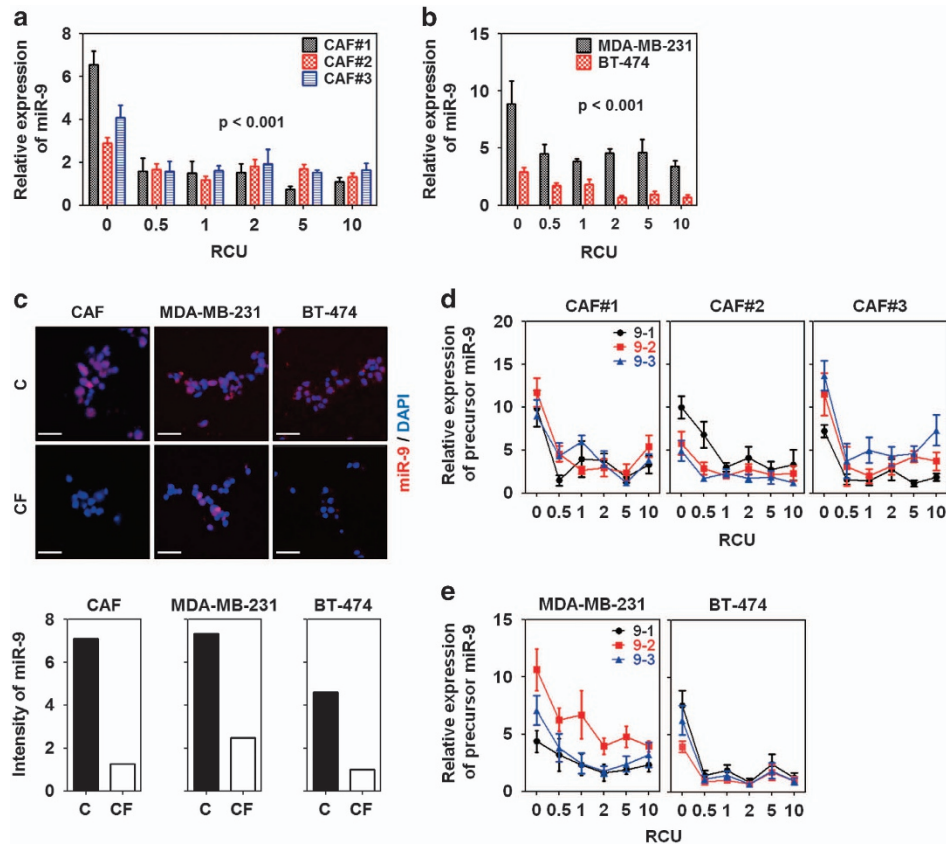 a
Relative expression
of miR-9
8
6
4
2
0
CAF#1
CAF#2
CAF#3
p < 0.001
0 0.5 1 2 5 10
RCU
b
Relative expression
of miR-9
15
10
5
0
MDA-MB-231
BT-474
p < 0.001
0 0.5 1 2 5 10
RCU
c
CAF MDA-MB-231 BT-474
C
CF
miR-9 / DAPI
CAF MDA-MB-231 BT-474
Intensity of miR-9
8
6
4
2
0
C CF C CF C CF
d
CAF#1 CAF#2 CAF#3
Relative expression
of precursor miR-9
20
15
10
5
0
9-1
9-2
9-3
0 0.5 1 2 5 10 0 0.5 1 2 5 10 0 0.5 1 2 5 10
RCU
e
MDA-MB-231 BT-474
Relative expression
of precursor miR-9
15
10
5
0
9-1
9-2
9-3
0 0.5 1 2 5 10 0 0.5 1 2 5 10
RCU